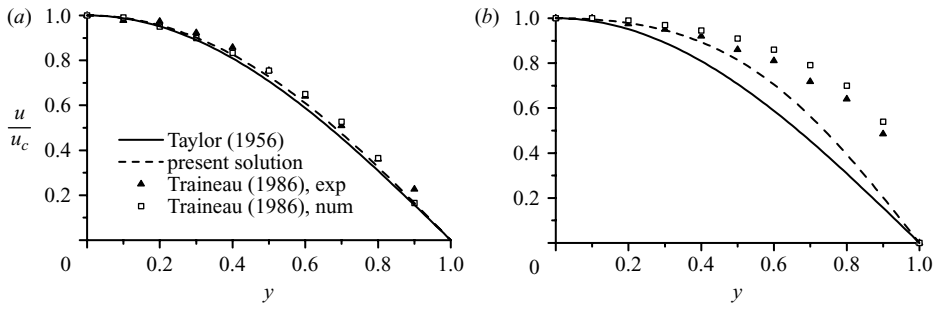 (a)
1.0
0.8
0.6
0.4
0.2
0
0.2 0.4 0.6 0.8 1.0
u
u_c
y
Taylor (1956)
present solution
Traineau (1986), exp
Traineau (1986), num
(b)
1.0
0.8
0.6
0.4
0.2
0
0.2 0.4 0.6 0.8 1.0
y